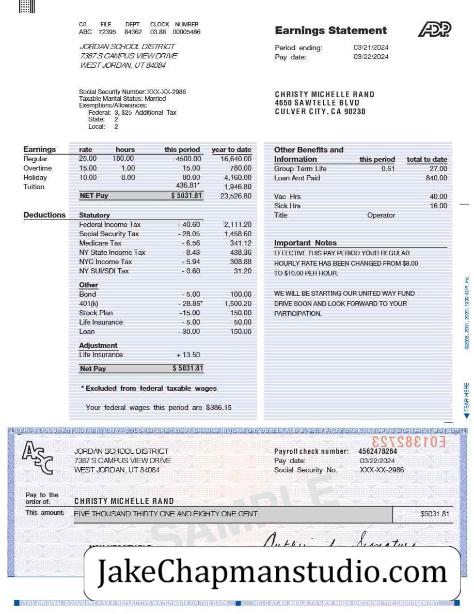 CO. FILE DEPT. CLOCK NUMBER
ABC 72395 84362 03.88 00005486
JORDAN SCHOOL DISTRICT
7387 S CAMPUS VIEW DRIVE
WEST JORDAN, UT 84084
Earnings Statement
ADP
Period ending: 03/21/2024
Pay date: 03/22/2024
Social Security Number: XXX-XX-2986
Taxable Marital Status: Married
Exemptions/Allowances:
Federal: 3, $25 Additional Tax
State: 2
Local: 2
CHRISTY MICHELLE RAND
4650 SAWTELLE BLVD
CULVER CITY, CA 90230
Earnings rate hours this period year to date
Regular 25.00 180.00 4500.00 16,640.00
Overtime 15.00 1.00 15.00 780.00
Holiday 10.00 8.00 80.00 4,160.00
Tuition 436.81* 1,946.80
NET Pay $ 5031.81 23,526.80
Other Benefits and
Information this period total to date
Group Term Life 0.51 27.00
Loan Amt Paid 840.00
Vac Hrs 40.00
Sick Hrs 16.00
Title Operator
Deductions Statutory
Federal Income Tax - 40.60 2,111.20
Social Security Tax - 28.05 1,458.60
Medicare Tax - 6.56 341.12
NY State Income Tax - 8.43 438.36
NYC Income Tax - 5.94 308.88
NY SUI/SDI Tax - 0.60 31.20
Other
Bond - 5.00 100.00
401(k) - 28.85* 1,500.20
Stock Plan -15.00 150.00
Life Insurance - 5.00 50.00
Loan - 30.00 150.00
Adjustment
Life Insurance + 13.50
Net Pay $ 5031.81
* Excluded from federal taxable wages
Your federal wages this period are $386.15
Important Notes
EFFECTIVE THIS PAY PERIOD YOUR REGULAR
HOURLY RATE HAS BEEN CHANGED FROM $8.00
TO $10.00 PER HOUR.
WE WILL BE STARTING OUR UNITED WAY FUND
DRIVE SOON AND LOOK FORWARD TO YOUR
PARTICIPATION.
TEAR HERE
E01382723
ASC
JORDAN SCHOOL DISTRICT
7387 S CAMPUS VIEW DRIVE
WEST JORDAN, UT 84084
Payroll check number: 4562478264
Pay date: 03/22/2024
Social Security No. XXX-XX-2986
Pay to the
order of: CHRISTY MICHELLE RAND
This amount: FIVE THOUSAND THIRTY ONE AND EIGHTY ONE CENT $5031.81
SAMPLE
JakeChapmanstudio.com